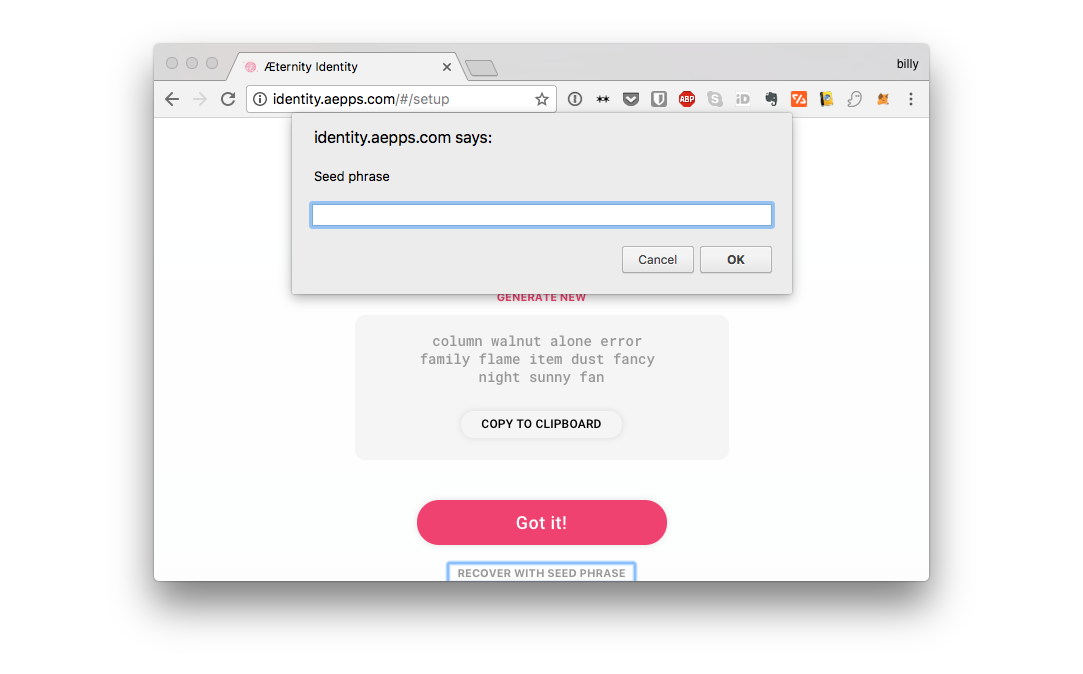 Æternity Identity
billy
identity.aepps.com/#/setup
ABP
iD
identity.aepps.com says:
Seed phrase
Cancel
OK
GENERATE NEW
column walnut alone error
family flame item dust fancy
night sunny fan
COPY TO CLIPBOARD
Got it!
RECOVER WITH SEED PHRASE